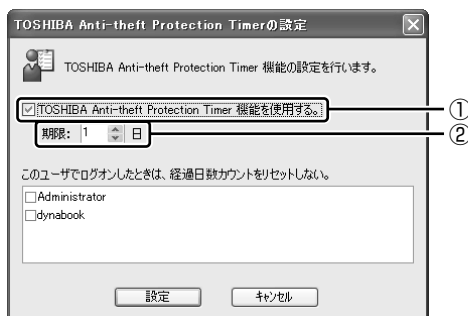 TOSHIBA Anti-theft Protection Timerの設定
TOSHIBA Anti-theft Protection Timer 機能の設定を行います。
TOSHIBA Anti-theft Protection Timer 機能を使用する。
①
期限: 1 日
②
このユーザでログオンしたときは、経過日数カウントをリセットしない。
Administrator
dynabook
設定
キャンセル